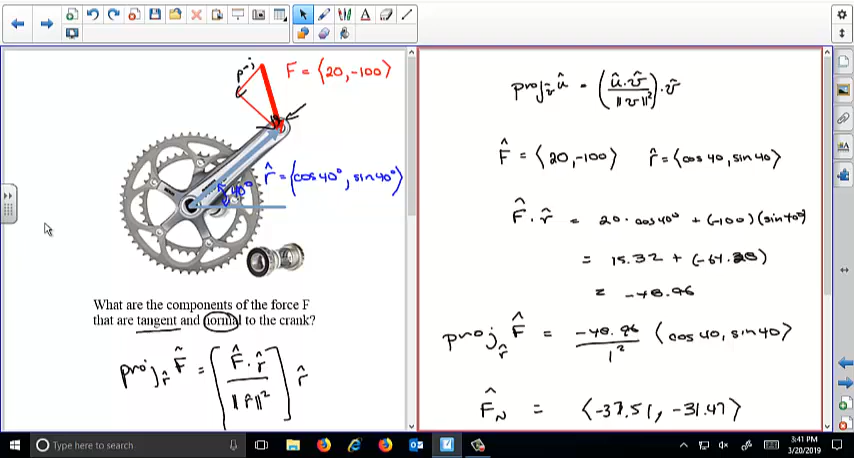 proj
F = ⟨20, -100⟩
r̂ = ⟨cos 40°, sin 40°⟩
40°
What are the components of the force F
that are tangent and normal to the crank?
proj_r̂ F̂ = [F̂ · r̂ / ‖r̂‖²] r̂
proj_v̂ û = (û · v̂ / ‖v‖²) · v̂
F̂ = ⟨20, -100⟩ r̂ = ⟨cos 40, sin 40⟩
F̂ · r̂ = 20 · cos 40° + (-100)(sin 40°)
= 15.32 + (-64.28)
= -48.96
proj_r̂ F̂ = -48.96 / 1² ⟨cos 40, sin 40⟩
F̂_N = ⟨-37.51, -31.47⟩
Type here to search
3:41 PM
3/20/2019